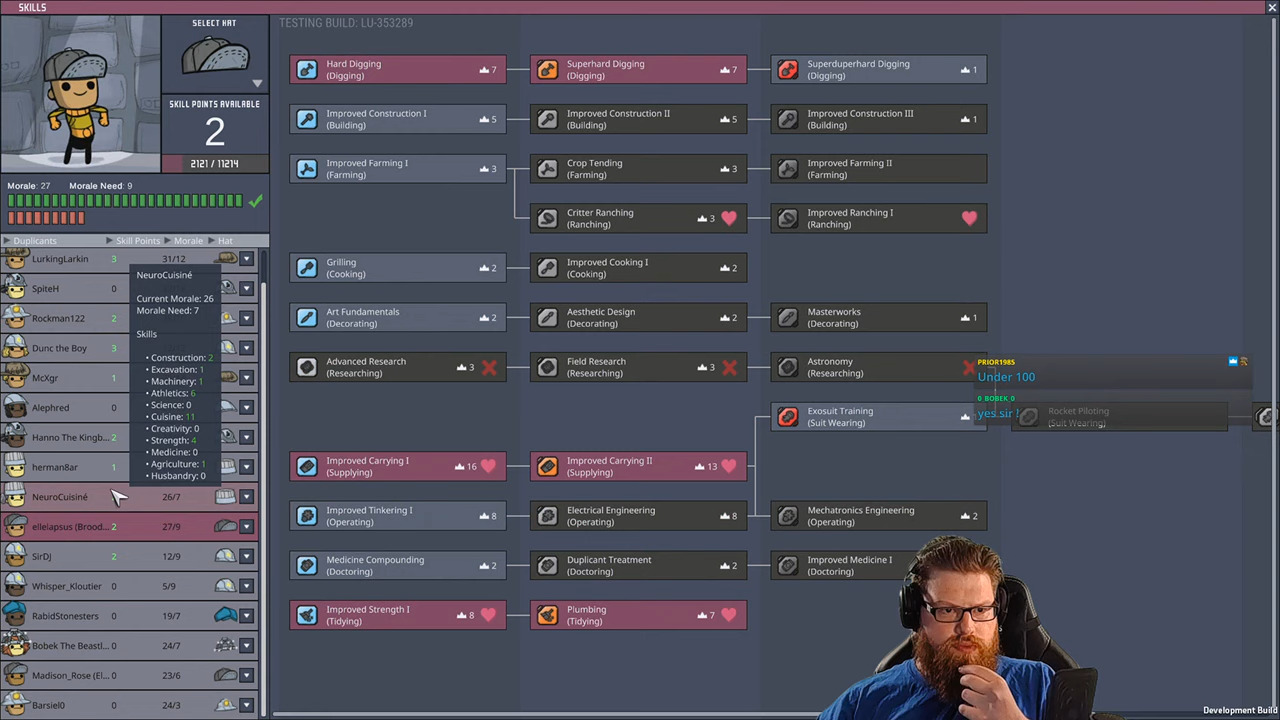 SKILLS
TESTING BUILD: LU-353289
SELECT HAT
SKILL POINTS AVAILABLE
2
2121 / 11214
Morale: 27 Morale Need: 9
Duplicants Skill Points Morale Hat
LurkingLarkin 3 31/12
SpiteH 0
Rockman122 2
Dunc the Boy 3
McXgr 1
Alephred 0
Hanno The Kingb... 2
herman8ar 1
NeuroCuisiné 26/7
elleiapsus (Brood... 2 27/9
SirDJ 2 12/9
Whisper_Kloutier 0 5/9
RabidStonesters 0 19/7
Bobek The Beastl... 0 24/7
Madison_Rose (El... 0 23/6
Barsiel0 0 24/3
NeuroCuisiné
Current Morale: 26
Morale Need: 7
Skills
• Construction: 2
• Excavation: 1
• Machinery: 1
• Athletics: 6
• Science: 0
• Cuisine: 11
• Creativity: 0
• Strength: 4
• Medicine: 0
• Agriculture: 1
• Husbandry: 0
Hard Digging
(Digging)
7
Superhard Digging
(Digging)
7
Superduperhard Digging
(Digging)
1
Improved Construction I
(Building)
5
Improved Construction II
(Building)
5
Improved Construction III
(Building)
1
Improved Farming I
(Farming)
3
Crop Tending
(Farming)
3
Improved Farming II
(Farming)
Critter Ranching
(Ranching)
3
Improved Ranching I
(Ranching)
Grilling
(Cooking)
2
Improved Cooking I
(Cooking)
2
Art Fundamentals
(Decorating)
2
Aesthetic Design
(Decorating)
2
Masterworks
(Decorating)
1
Advanced Research
(Researching)
3
Field Research
(Researching)
3
Astronomy
(Researching)
PRIOR1985
Under 100
0 BOBEK 0
yes sir !
Exosuit Training
(Suit Wearing)
Rocket Piloting
(Suit Wearing)
Improved Carrying I
(Supplying)
16
Improved Carrying II
(Supplying)
13
Improved Tinkering I
(Operating)
8
Electrical Engineering
(Operating)
8
Mechatronics Engineering
(Operating)
2
Medicine Compounding
(Doctoring)
2
Duplicant Treatment
(Doctoring)
2
Improved Medicine I
(Doctoring)
Improved Strength I
(Tidying)
8
Plumbing
(Tidying)
7
Development Build